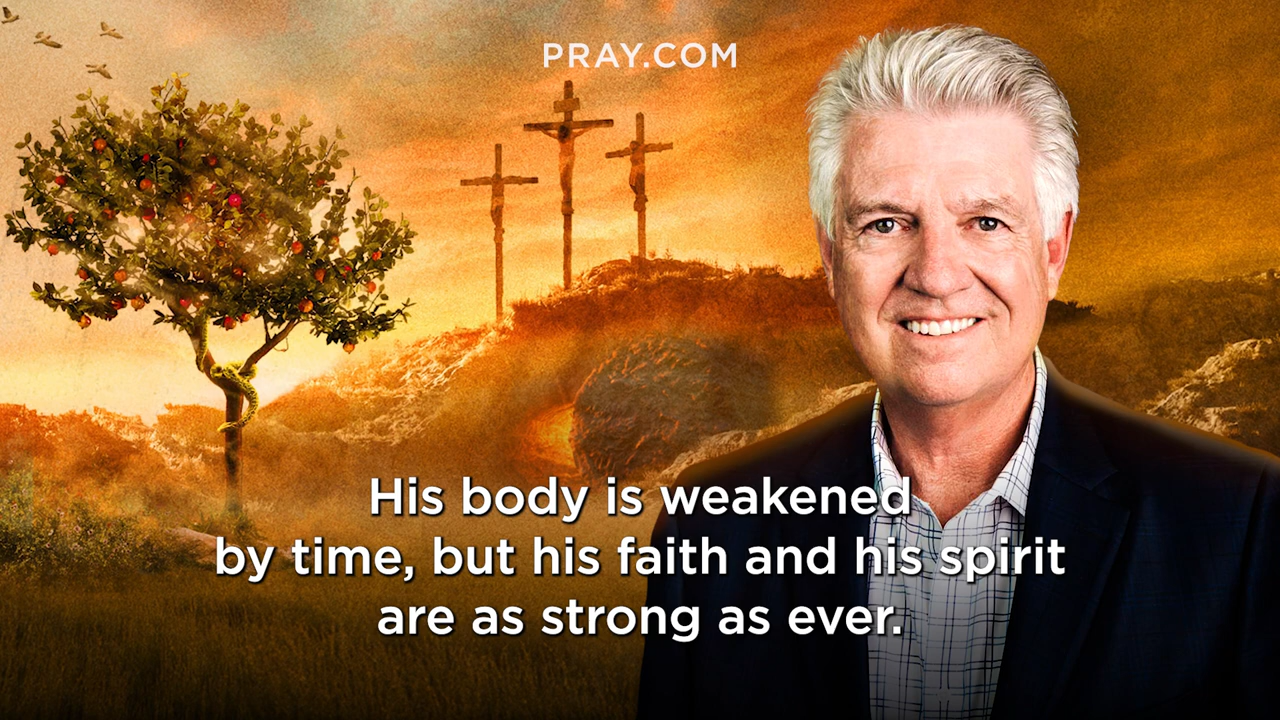 PRAY.COM
His body is weakened
by time, but his faith and his spirit
are as strong as ever.